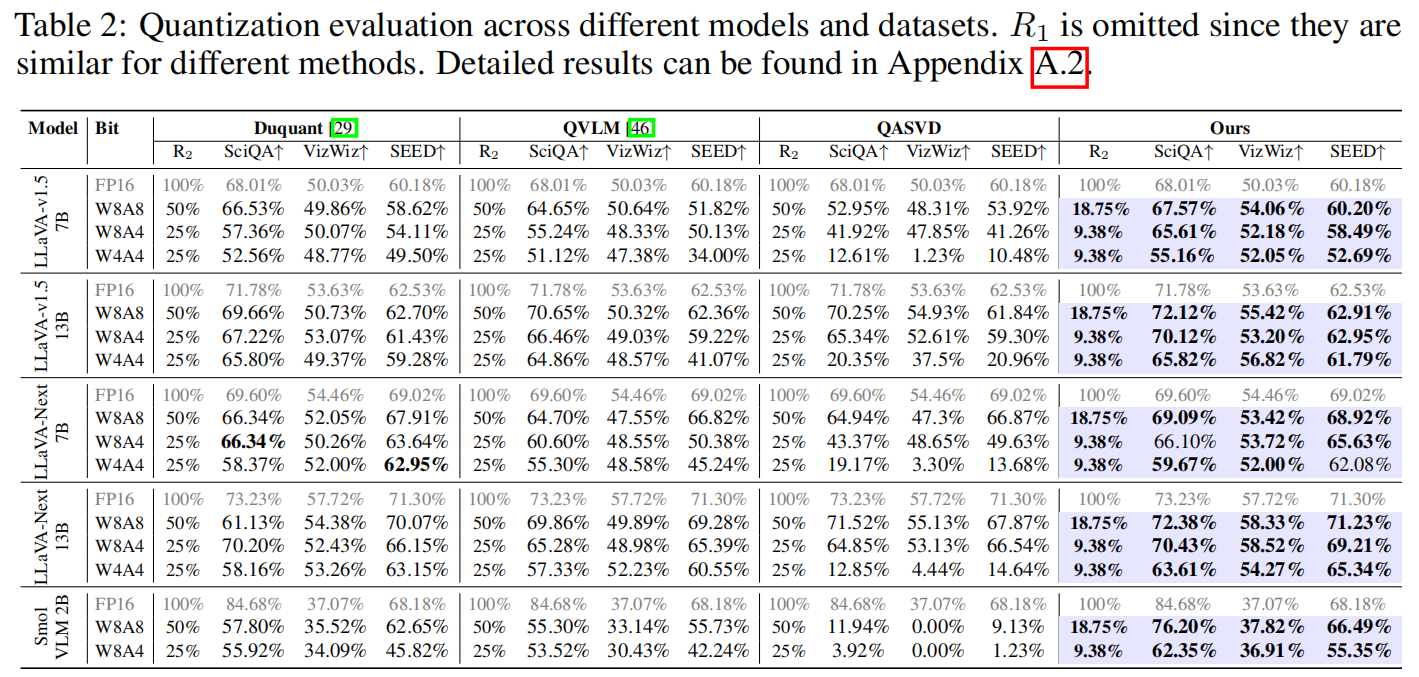 Table 2: Quantization evaluation across different models and datasets. R1 is omitted since they are
similar for different methods. Detailed results can be found in Appendix A.2.
Model Bit Duquant [29] QVLM [46] QASVD Ours
R2 SciQA↑ VizWiz↑ SEED↑ R2 SciQA↑ VizWiz↑ SEED↑ R2 SciQA↑ VizWiz↑ SEED↑ R2 SciQA↑ VizWiz↑ SEED↑
LLaVA-v1.5
7B
FP16 100% 68.01% 50.03% 60.18% 100% 68.01% 50.03% 60.18% 100% 68.01% 50.03% 60.18% 100% 68.01% 50.03% 60.18%
W8A8 50% 66.53% 49.86% 58.62% 50% 64.65% 50.64% 51.82% 50% 52.95% 48.31% 53.92% 18.75% 67.57% 54.06% 60.20%
W8A4 25% 57.36% 50.07% 54.11% 25% 55.24% 48.33% 50.13% 25% 41.92% 47.85% 41.26% 9.38% 65.61% 52.18% 58.49%
W4A4 25% 52.56% 48.77% 49.50% 25% 51.12% 47.38% 34.00% 25% 12.61% 1.23% 10.48% 9.38% 55.16% 52.05% 52.69%
LLaVA-v1.5
13B
FP16 100% 71.78% 53.63% 62.53% 100% 71.78% 53.63% 62.53% 100% 71.78% 53.63% 62.53% 100% 71.78% 53.63% 62.53%
W8A8 50% 69.66% 50.73% 62.70% 50% 70.65% 50.32% 62.36% 50% 70.25% 54.93% 61.84% 18.75% 72.12% 55.42% 62.91%
W8A4 25% 67.22% 53.07% 61.43% 25% 66.46% 49.03% 59.22% 25% 65.34% 52.61% 59.30% 9.38% 70.12% 53.20% 62.95%
W4A4 25% 65.80% 49.37% 59.28% 25% 64.86% 48.57% 41.07% 25% 20.35% 37.5% 20.96% 9.38% 65.82% 56.82% 61.79%
LLaVA-Next
7B
FP16 100% 69.60% 54.46% 69.02% 100% 69.60% 54.46% 69.02% 100% 69.60% 54.46% 69.02% 100% 69.60% 54.46% 69.02%
W8A8 50% 66.34% 52.05% 67.91% 50% 64.70% 47.55% 66.82% 50% 64.94% 47.3% 66.87% 18.75% 69.09% 53.42% 68.92%
W8A4 25% 66.34% 50.26% 63.64% 25% 60.60% 48.55% 50.38% 25% 43.37% 48.65% 49.63% 9.38% 66.10% 53.72% 65.63%
W4A4 25% 58.37% 52.00% 62.95% 25% 55.30% 48.58% 45.24% 25% 19.17% 3.30% 13.68% 9.38% 59.67% 52.00% 62.08%
LLaVA-Next
13B
FP16 100% 73.23% 57.72% 71.30% 100% 73.23% 57.72% 71.30% 100% 73.23% 57.72% 71.30% 100% 73.23% 57.72% 71.30%
W8A8 50% 61.13% 54.38% 70.07% 50% 69.86% 49.89% 69.28% 50% 71.52% 55.13% 67.87% 18.75% 72.38% 58.33% 71.23%
W8A4 25% 70.20% 52.43% 66.15% 25% 65.28% 48.98% 65.39% 25% 64.85% 53.13% 66.54% 9.38% 70.43% 58.52% 69.21%
W4A4 25% 58.16% 53.26% 63.15% 25% 57.33% 52.23% 60.55% 25% 12.85% 4.44% 14.64% 9.38% 63.61% 54.27% 65.34%
Smol
VLM 2B
FP16 100% 84.68% 37.07% 68.18% 100% 84.68% 37.07% 68.18% 100% 84.68% 37.07% 68.18% 100% 84.68% 37.07% 68.18%
W8A8 50% 57.80% 35.52% 62.65% 50% 55.30% 33.14% 55.73% 50% 11.94% 0.00% 9.13% 18.75% 76.20% 37.82% 66.49%
W8A4 25% 55.92% 34.09% 45.82% 25% 53.52% 30.43% 42.24% 25% 3.92% 0.00% 1.23% 9.38% 62.35% 36.91% 55.35%